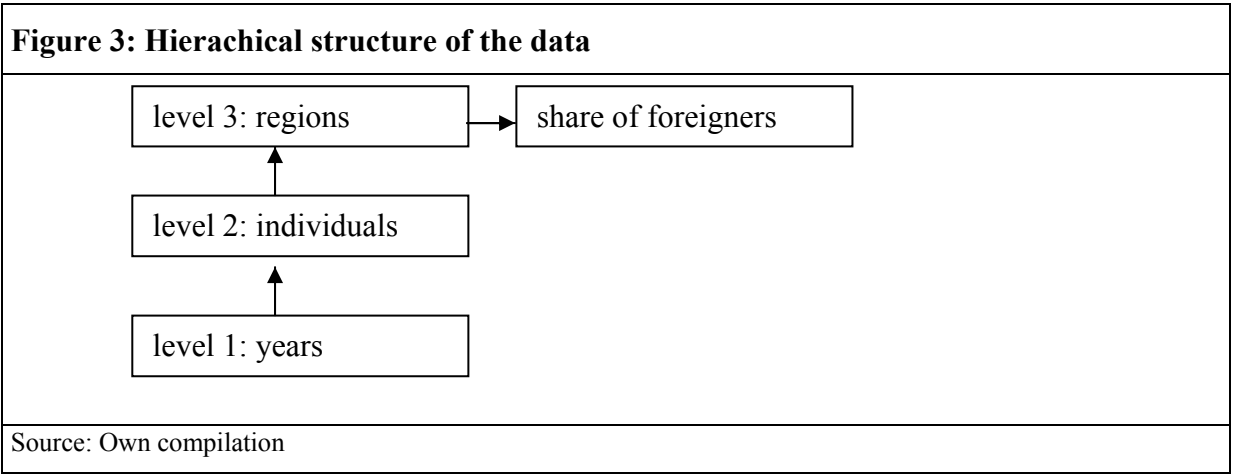 Figure 3: Hierachical structure of the data
level 3: regions
share of foreigners
level 2: individuals
level 1: years
Source: Own compilation